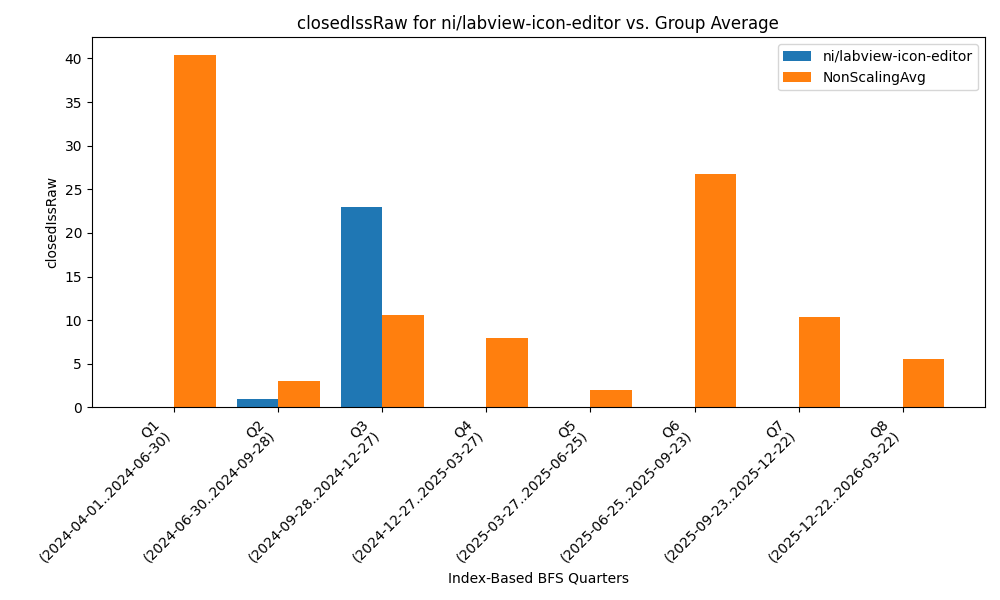 closedIssRaw for ni/labview-icon-editor vs. Group Average
ni/labview-icon-editor
NonScalingAvg
closedIssRaw
40
35
30
25
20
15
10
5
0
Q1
(2024-04-01..2024-06-30)
Q2
(2024-06-30..2024-09-28)
Q3
(2024-09-28..2024-12-27)
Q4
(2024-12-27..2025-03-27)
Q5
(2025-03-27..2025-06-25)
Q6
(2025-06-25..2025-09-23)
Q7
(2025-09-23..2025-12-22)
Q8
(2025-12-22..2026-03-22)
Index-Based BFS Quarters